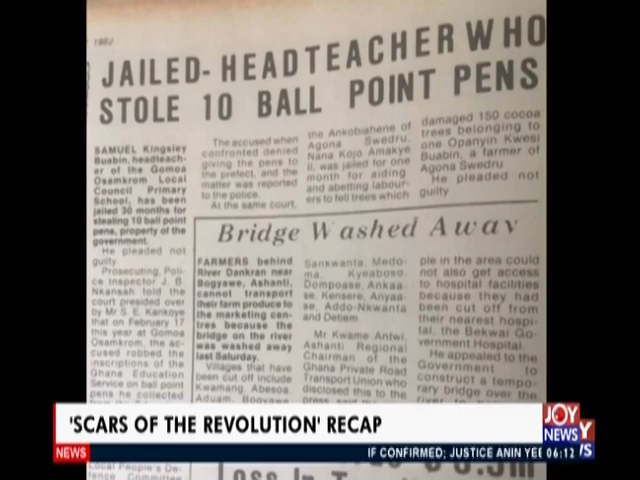 1982
JAILED-HEADTEACHER WHO
STOLE 10 BALL POINT PENS
SAMUEL Kingsley
Buabin, headteach-
er of the Gomoa
Osamkrom Local
Council Primary
School, has been
jailed 30 months for
stealing 10 ball point
pens, property of the
government.
He pleaded not
guilty
Prosecuting, Poli-
ce Inspector J. B.
Nkansah told the
court presided over
by Mr S. E. Kankoye
that on February 17
this year at Gomoa
Osamkrom, the ac-
cused robbed the
inscriptions of the
Ghana Education
Service on ball point
pens he collected
Local People's De-
fence Committee
The accused when
confronted denied
giving the pens to
the prefect, and the
matter was reported
to the police.
At the same court,
the Ankobiahene of
Agona Swedru,
Nana Kojo Amakye
II, was jailed for one
month for aiding
and abetting labour-
ers to fell trees which
damaged 150 cocoa
trees belonging to
one Opanyin Kwesi
Buabin, a farmer of
Agona Swedru
He pleaded not
guilty
Bridge Washed Away
FARMERS behind
River Dankran near
Bogyawe, Ashanti,
cannot transport
their farm produce to
the marketing cen-
tres because the
bridge on the river
was washed away
last Saturday.
Villages that have
been cut off include
Kwamang, Abesoa,
Aduam, Bogyawe
Sankwanta, Medo-
ma, Kyeaboso,
Dompoase, Ankaa-
se, Kensere, Anyaa-
se, Addo-Nkwanta
and Detiem
Mr Kwame Antwi,
Ashanti Regional
Chairman of the
Ghana Private Road
Transport Union who
disclosed this to the
ple in the area could
not also get access
to hospital facilities
because they had
been cut off from
their nearest hospi-
tal, the Bekwai Go-
vernment Hospital.
He appealed to the
Government to
construct a tempo-
rary bridge over the
'SCARS OF THE REVOLUTION' RECAP
JOY
NEWS
NEWS
IF CONFIRMED; JUSTICE ANIN YEE
06:12